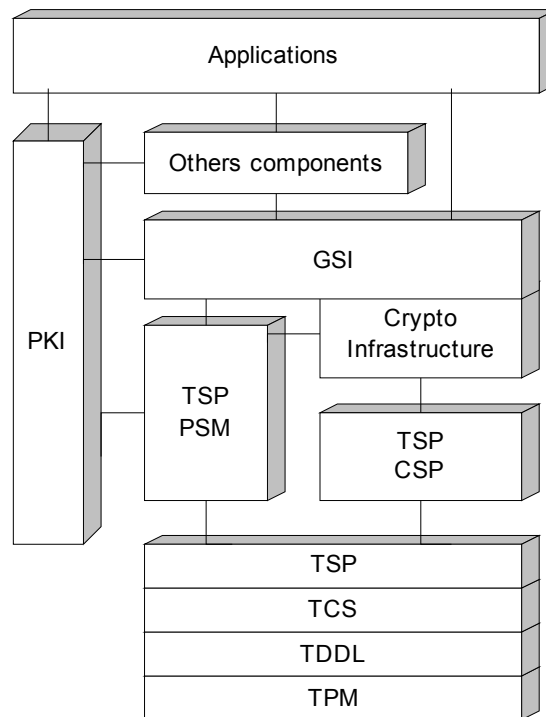 Applications
Others components
GSI
Crypto
Infrastructure
PKI
TSP
PSM
TSP
CSP
TSP
TCS
TDDL
TPM